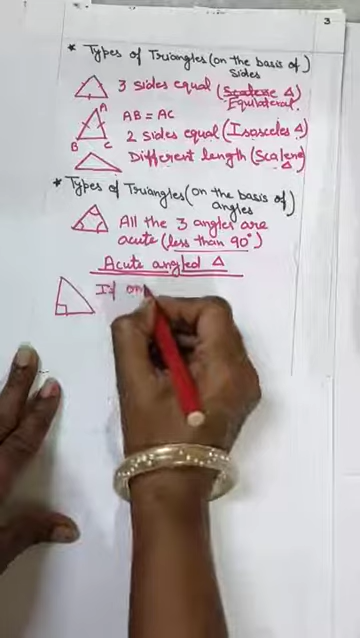 3
* Types of Triangles (on the basis of)
Sides
3 sides equal (Scalene Δ)
Equilateral.
A
AB = AC
B C
2 sides equal (Isasceles Δ)
Different length (Scalene
Δ)
* Types of Triangles (on the basis of)
angles
All the 3 angles are
acute (less than 90°)
Acute angled Δ
If on